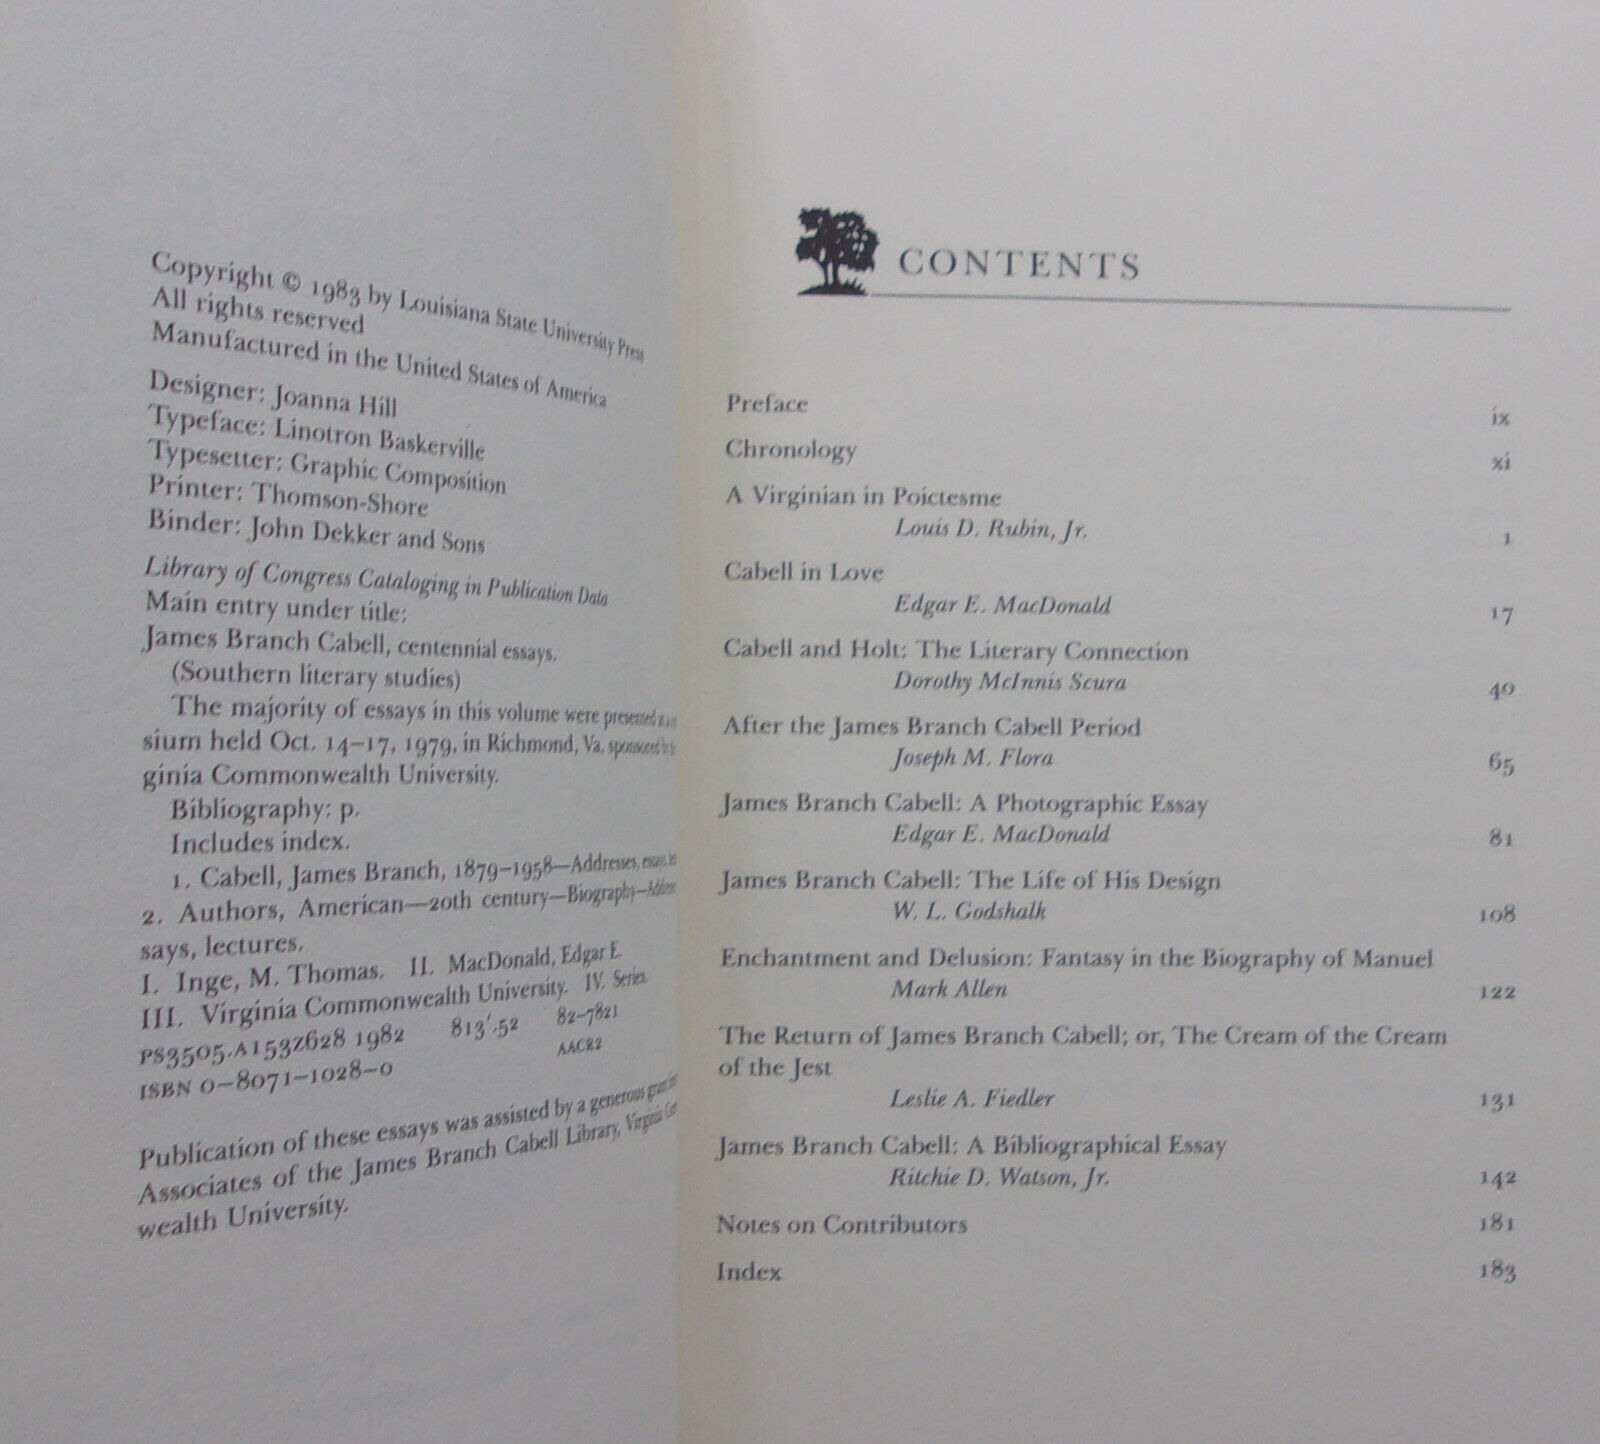 Copyright © 1983 by Louisiana State University Press
All rights reserved
Manufactured in the United States of America
Designer: Joanna Hill
Typeface: Linotron Baskerville
Typesetter: Graphic Composition
Printer: Thomson-Shore
Binder: John Dekker and Sons
Library of Congress Cataloging in Publication Data
Main entry under title:
James Branch Cabell, centennial essays.
(Southern literary studies)
The majority of essays in this volume were presented at a
sium held Oct. 14–17, 1979, in Richmond, Va. sponsored
ginia Commonwealth University.
Bibliography: p.
Includes index.
1. Cabell, James Branch, 1879–1958—Addresses, essays,
2. Authors, American—20th century—Biography—Addresses
says, lectures.
I. Inge, M. Thomas. II. MacDonald, Edgar E.
III. Virginia Commonwealth University. IV. Series.
PS3505.A153Z628 1982 813'.52 82–7821
ISBN 0–8071–1028–0 AACR2
Publication of these essays was assisted by a generous
Associates of the James Branch Cabell Library, Virginia
wealth University.
CONTENTS
Preface ix
Chronology xi
A Virginian in Poictesme
Louis D. Rubin, Jr. 1
Cabell in Love
Edgar E. MacDonald 17
Cabell and Holt: The Literary Connection
Dorothy McInnis Scura 40
After the James Branch Cabell Period
Joseph M. Flora 65
James Branch Cabell: A Photographic Essay
Edgar E. MacDonald 81
James Branch Cabell: The Life of His Design
W. L. Godshalk 108
Enchantment and Delusion: Fantasy in the Biography of Manuel
Mark Allen 122
The Return of James Branch Cabell; or, The Cream of the Cream
of the Jest
Leslie A. Fiedler 131
James Branch Cabell: A Bibliographical Essay
Ritchie D. Watson, Jr. 142
Notes on Contributors 181
Index 183